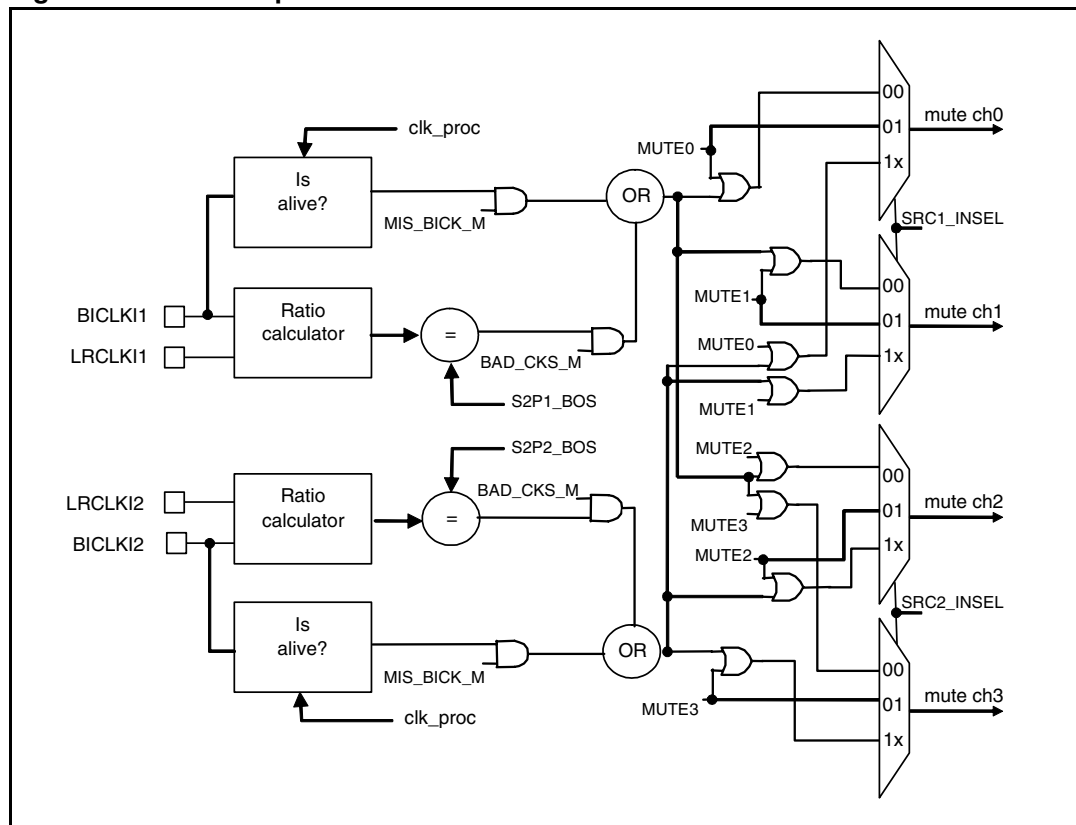 clk_proc
Is
alive?
MIS_BICK_M
OR
MUTE0
00
01
1x
mute ch0
SRC1_INSEL
BICLKI1
LRCLKI1
Ratio
calculator
=
BAD_CKS_M
S2P1_BOS
MUTE1
MUTE0
MUTE1
00
01
1x
mute ch1
S2P2_BOS
LRCLKI2
BICLKI2
Ratio
calculator
=
BAD_CKS_M
MUTE2
MUTE3
MUTE2
00
01
1x
mute ch2
SRC2_INSEL
Is
alive?
MIS_BICK_M
OR
clk_proc
MUTE3
00
01
1x
mute ch3